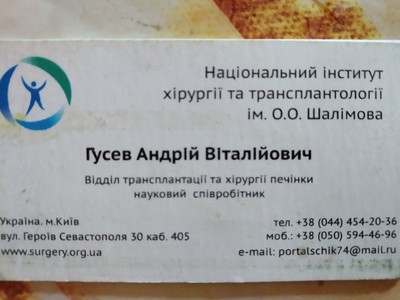 Національний інститут
хірургії та трансплантології
ім. О.О. Шалімова
Гусев Андрій Віталійович
Відділ трансплантації та хірургії печінки
науковий співробітник
Україна. м.Київ
вул. Героїв Севастополя 30 каб. 405
www.surgery.org.ua
тел. +38 (044) 454-20-36
моб.: +38 (050) 594-46-96
e-mail: portalschik74@mail.ru